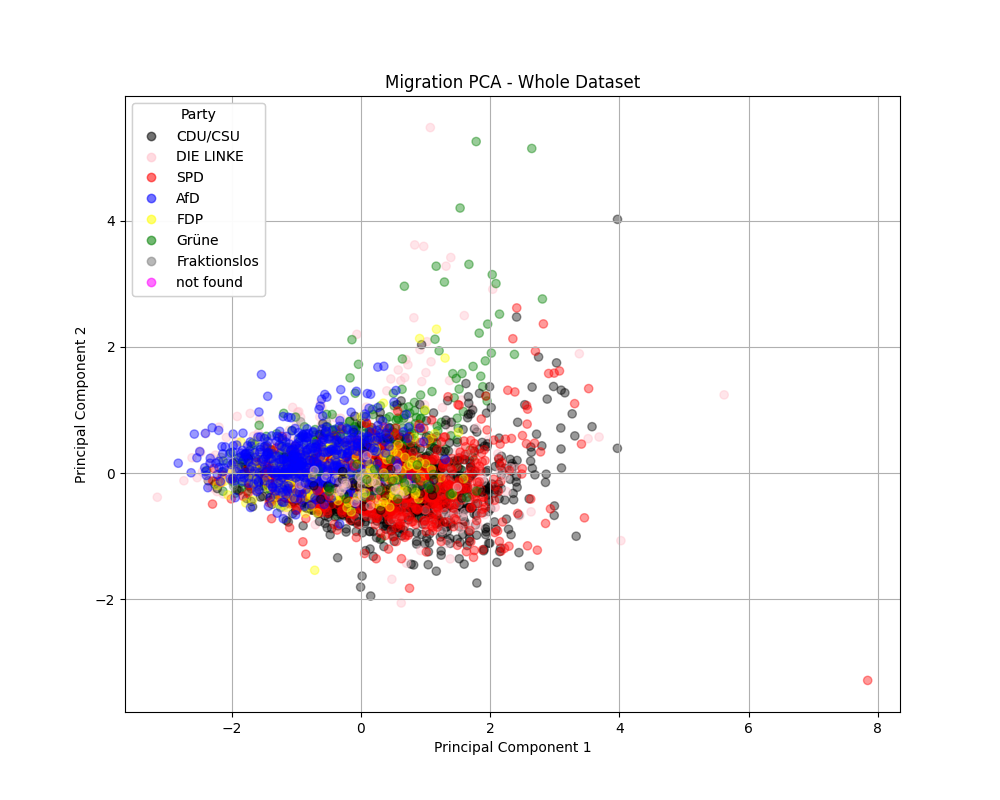 Migration PCA - Whole Dataset
Party
CDU/CSU
DIE LINKE
SPD
AfD
FDP
Grüne
Fraktionslos
not found
4
2
0
−2
Principal Component 2
−2 0 2 4 6 8
Principal Component 1